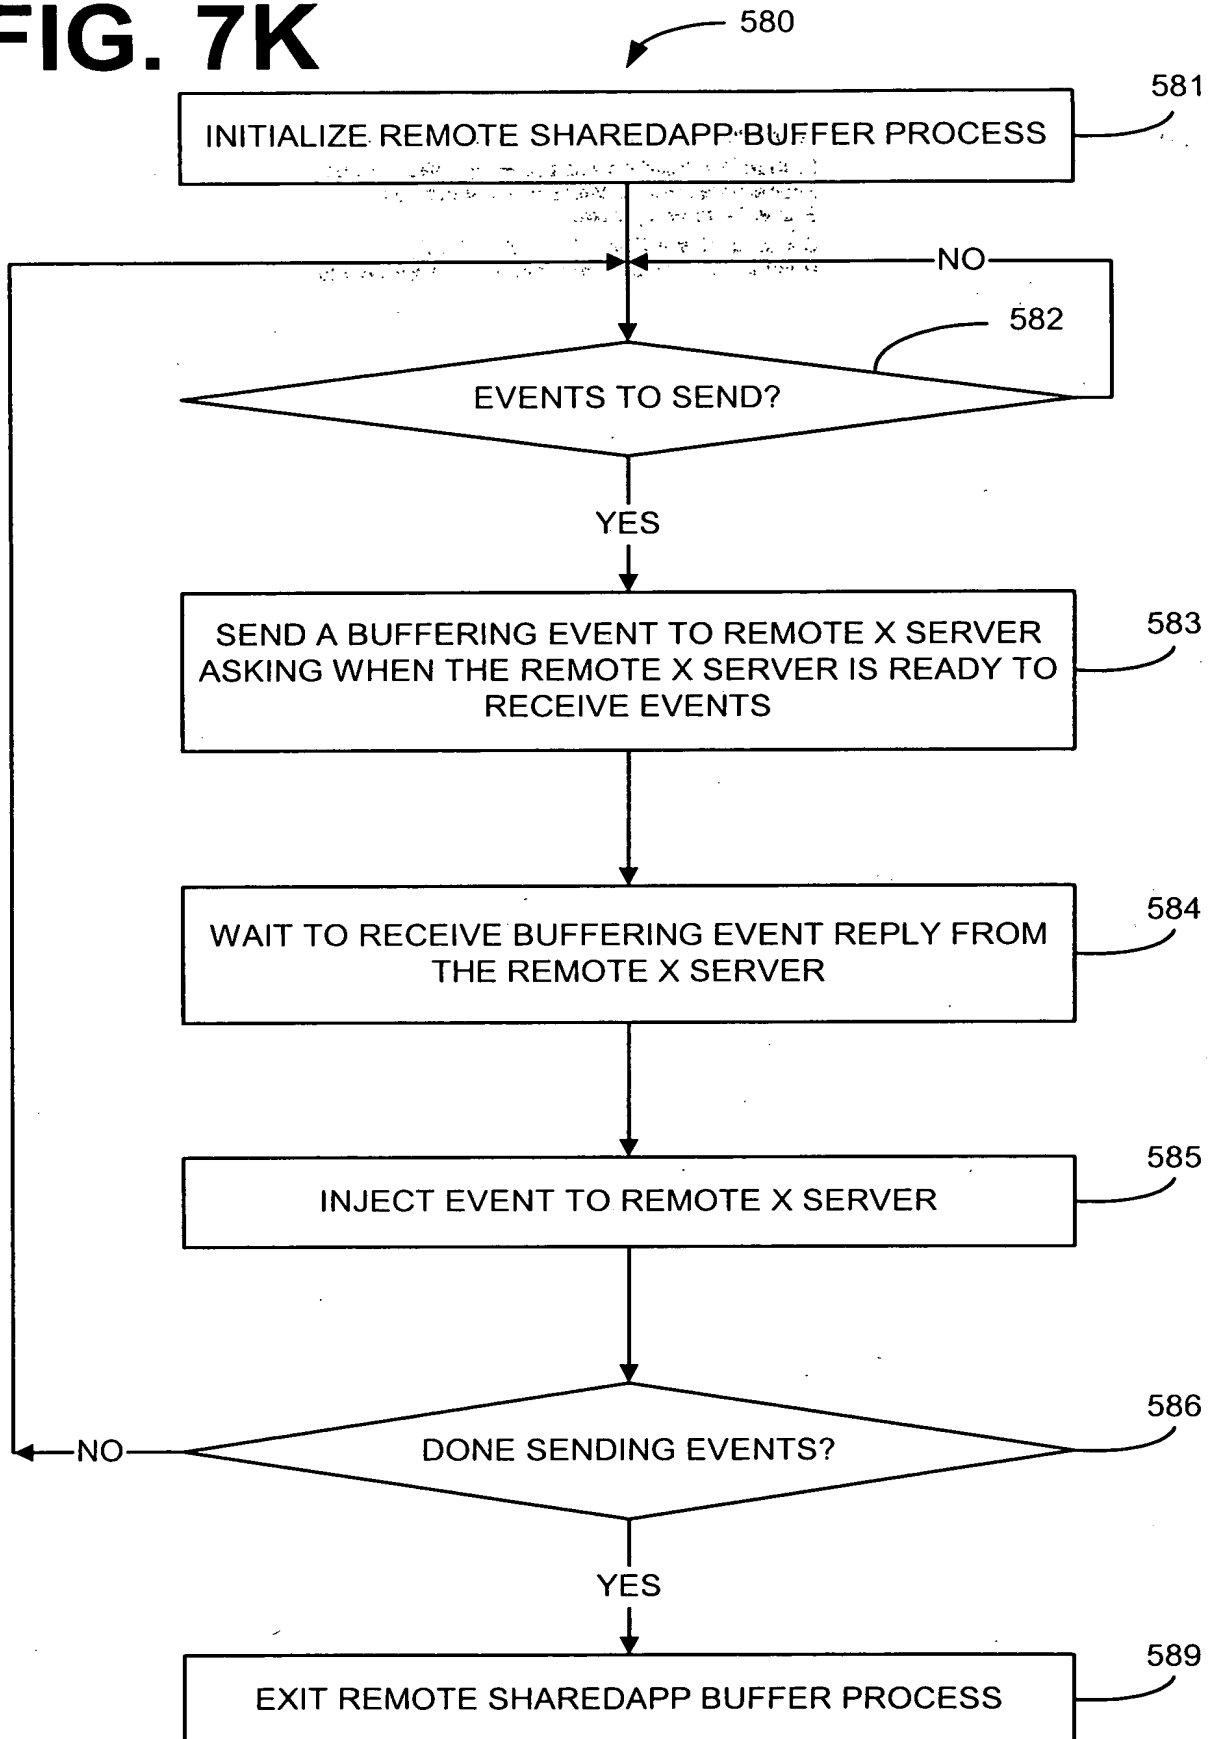 FIG. 7K
580
581
INITIALIZE REMOTE SHAREDAPP BUFFER PROCESS
NO
582
EVENTS TO SEND?
YES
583
SEND A BUFFERING EVENT TO REMOTE X SERVER
ASKING WHEN THE REMOTE X SERVER IS READY TO
RECEIVE EVENTS
584
WAIT TO RECEIVE BUFFERING EVENT REPLY FROM
THE REMOTE X SERVER
585
INJECT EVENT TO REMOTE X SERVER
586
NO
DONE SENDING EVENTS?
YES
589
EXIT REMOTE SHAREDAPP BUFFER PROCESS